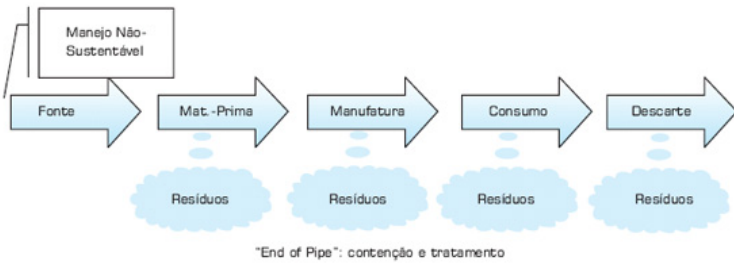 Manejo Não-
Sustentável
Fonte
Mat.-Prima
Manufatura
Consumo
Descarte
Resíduos
Resíduos
Resíduos
Resíduos
"End of Pipe": contenção e tratamento